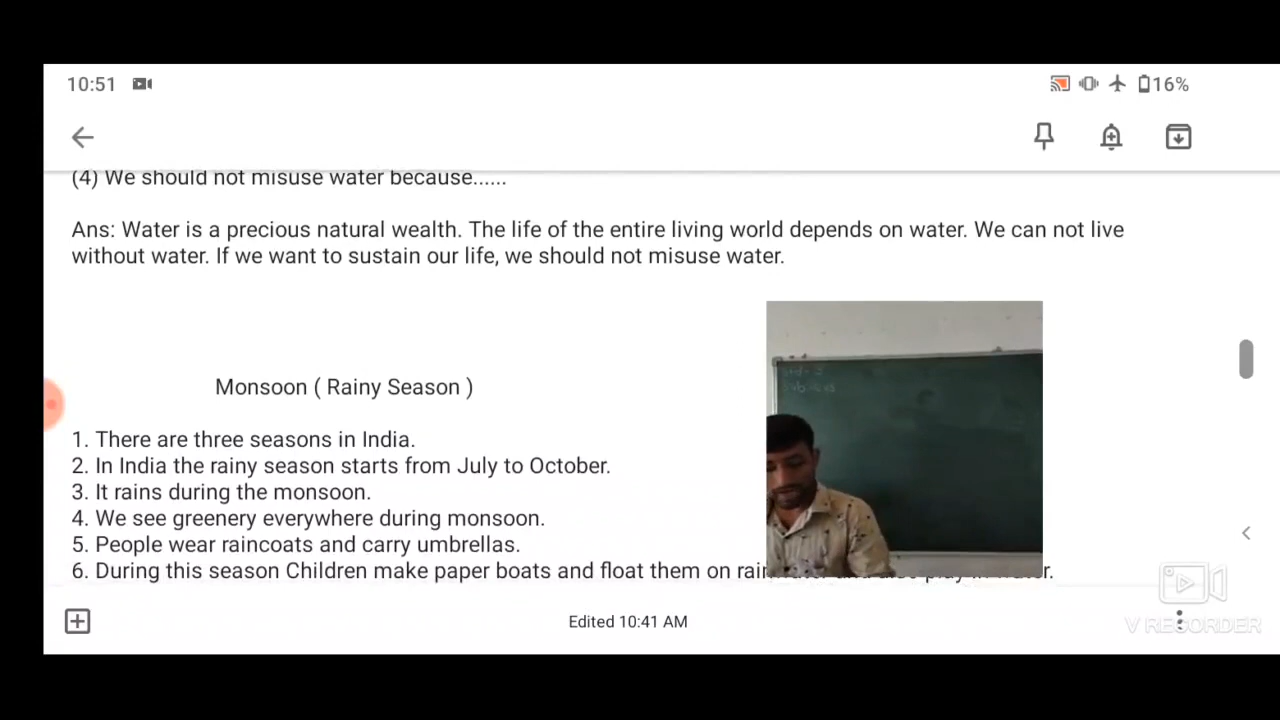 10:51
16%
(4) We should not misuse water because......
Ans: Water is a precious natural wealth. The life of the entire living world depends on water. We can not live
without water. If we want to sustain our life, we should not misuse water.
Monsoon ( Rainy Season )
1. There are three seasons in India.
2. In India the rainy season starts from July to October.
3. It rains during the monsoon.
4. We see greenery everywhere during monsoon.
5. People wear raincoats and carry umbrellas.
6. During this season Children make paper boats and float them on
Edited 10:41 AM
V RECORDER